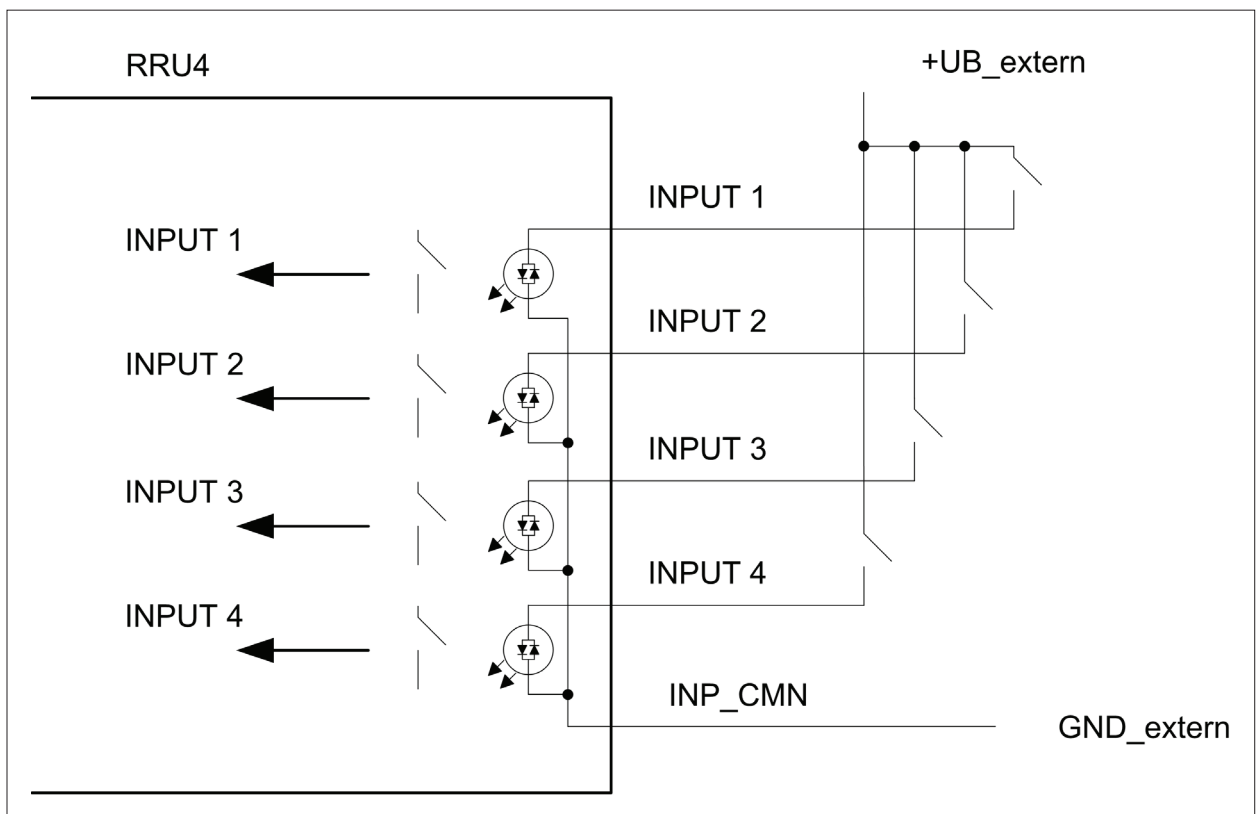 RRU4
+UB_extern
INPUT 1
INPUT 1
INPUT 2
INPUT 2
INPUT 3
INPUT 3
INPUT 4
INPUT 4
INP_CMN
GND_extern